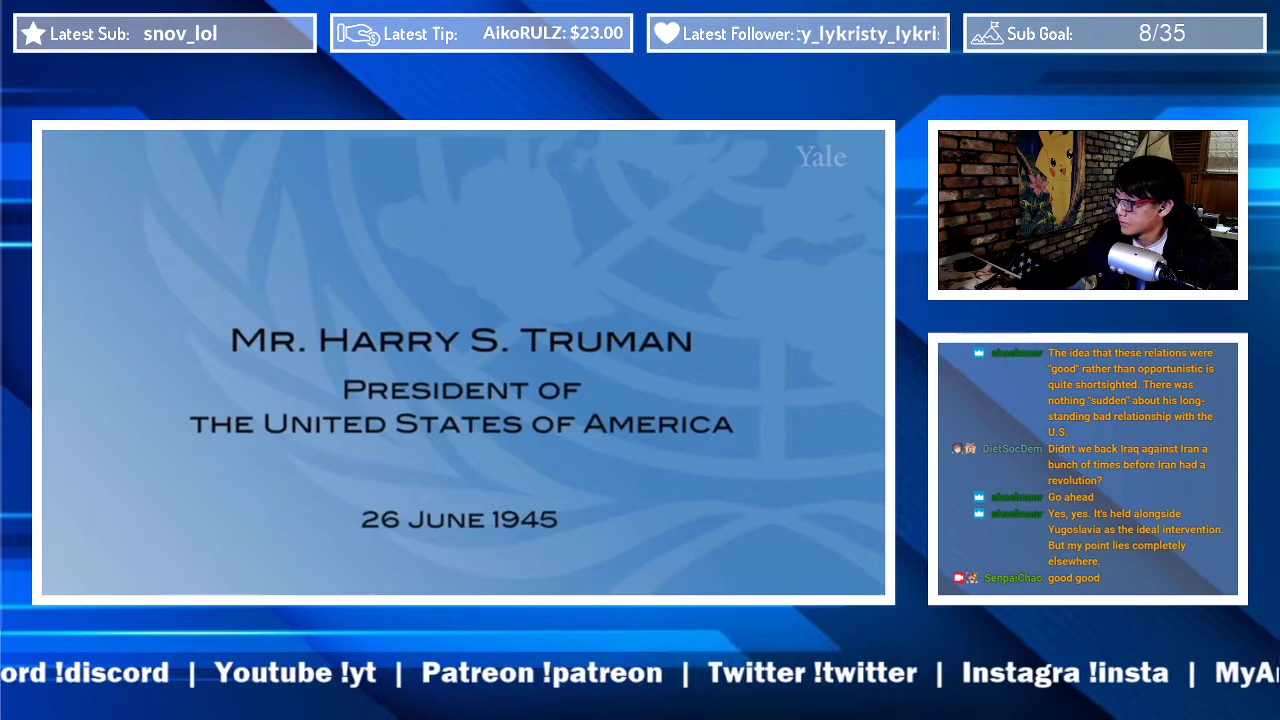 Latest Sub: snov_lol
Latest Tip: AikoRULZ: $23.00
Latest Follower: ty_lykristy_lykri
Sub Goal: 8/35
Yale
MR. HARRY S. TRUMAN
PRESIDENT OF
THE UNITED STATES OF AMERICA
26 JUNE 1945
The idea that these relations were
"good" rather than opportunistic is
quite shortsighted. There was
nothing "sudden" about his long-
standing bad relationship with the
U.S.
DietSocDem Didn't we back Iraq against Iran a
bunch of times before Iran had a
revolution?
Go ahead
Yes, yes. It's held alongside
Yugoslavia as the ideal intervention.
But my point lies completely
elsewhere.
SenpaiChao good good
ord !discord | Youtube !yt | Patreon !patreon | Twitter !twitter | Instagra !insta | MyA